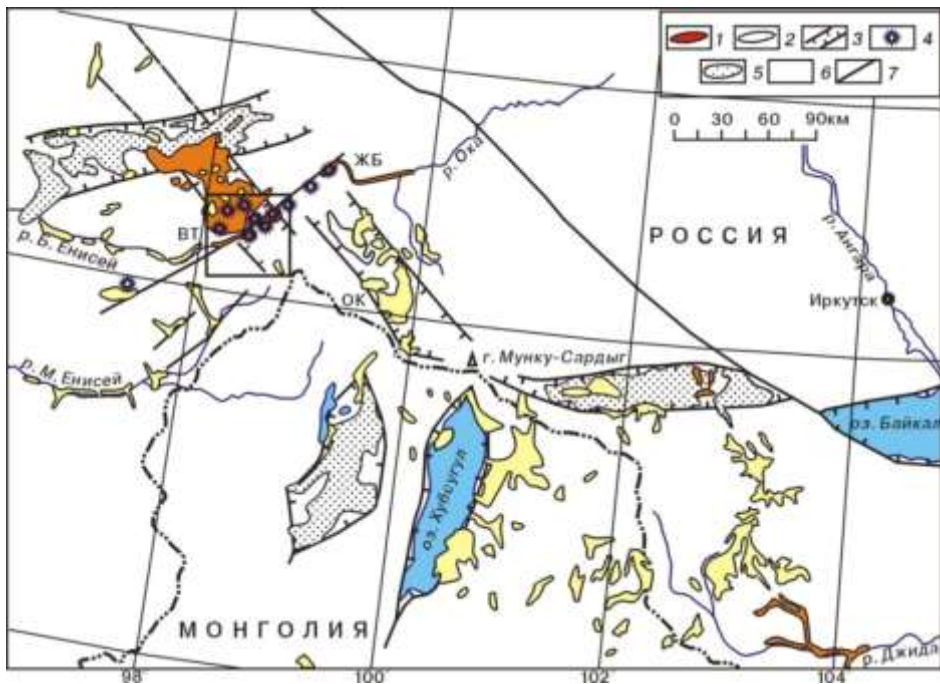 1 2 3 4
5 6 7
0 30 60 90км
ЖБ
р. Ока
р. Ангара
РОССИЯ
ВТ
р. Б. Енисей
Иркутск
ОК
г. Мунку-Сардыг
р. М. Енисей
оз. Байкал
оз. Хубсугул
МОНГОЛИЯ
р. Джида
98 100 102 104